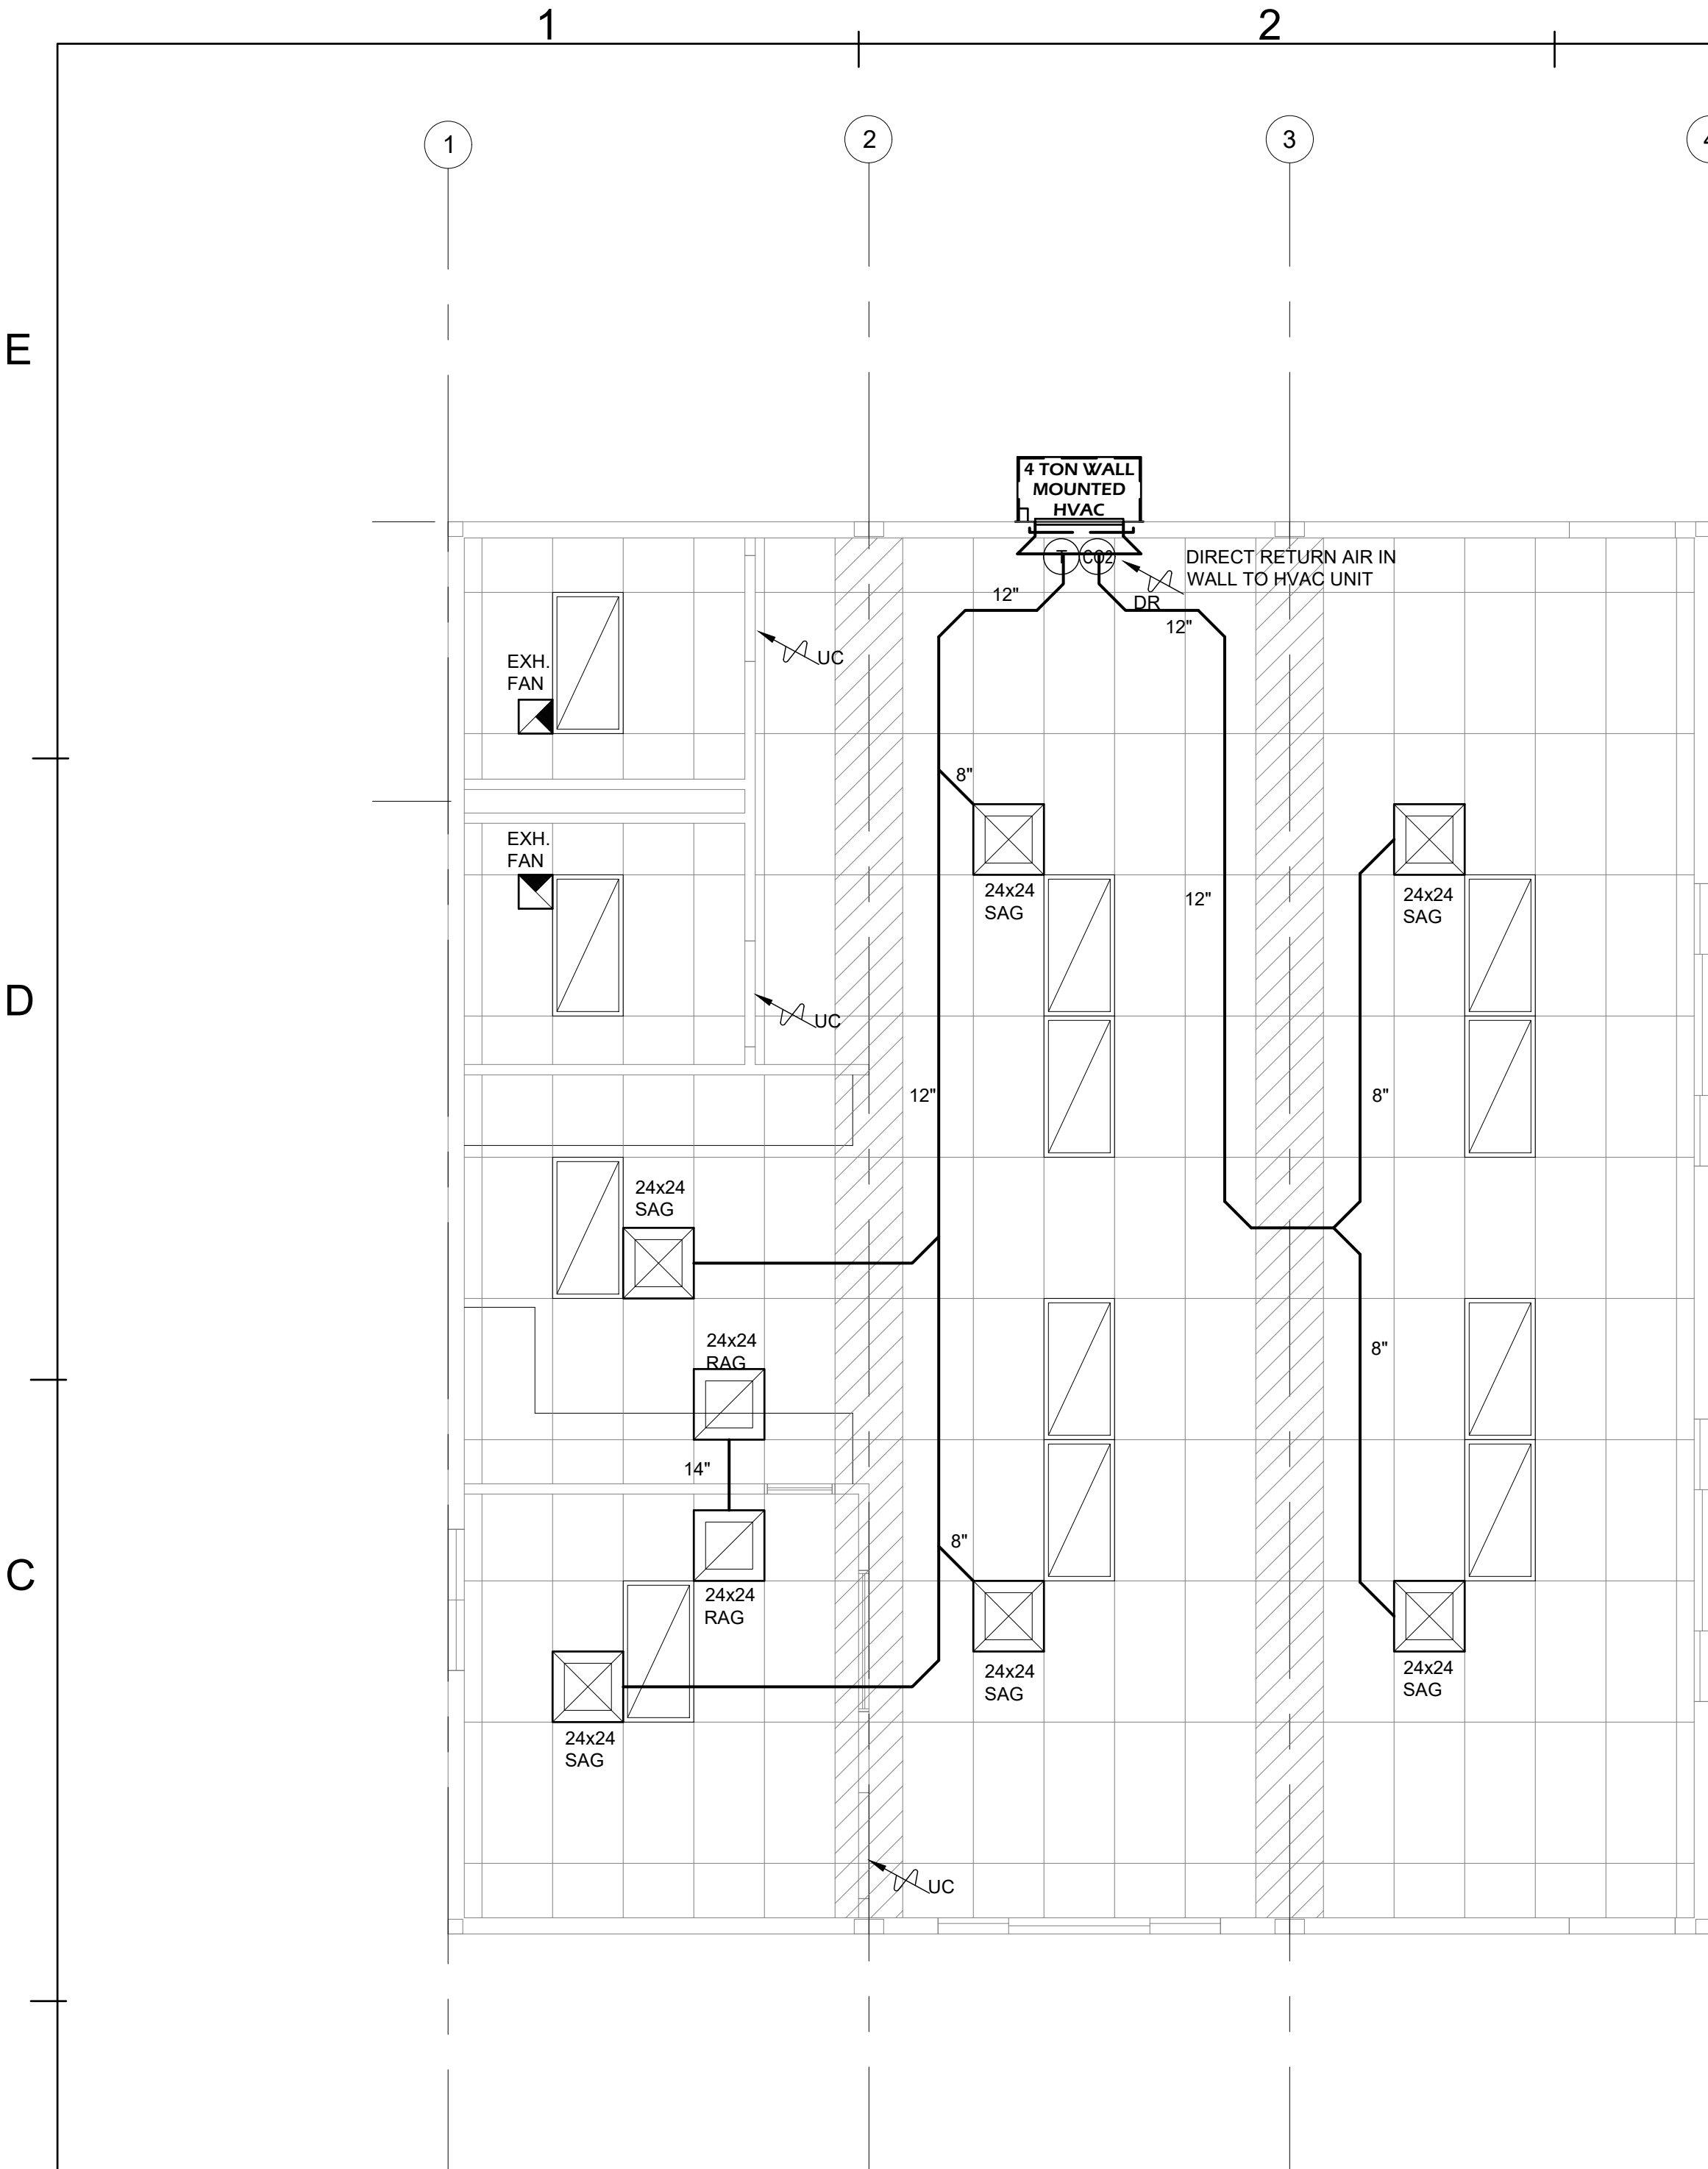 1
2
1
2
3
4
E
4 TON WALL
MOUNTED
HVAC
T
CO2
DIRECT RETURN AIR IN
WALL TO HVAC UNIT
DR
12"
12"
UC
EXH.
FAN
8"
EXH.
FAN
24x24
SAG
12"
24x24
SAG
D
UC
12"
8"
24x24
SAG
24x24
RAG
8"
14"
C
8"
24x24
RAG
24x24
SAG
24x24
SAG
24x24
SAG
UC